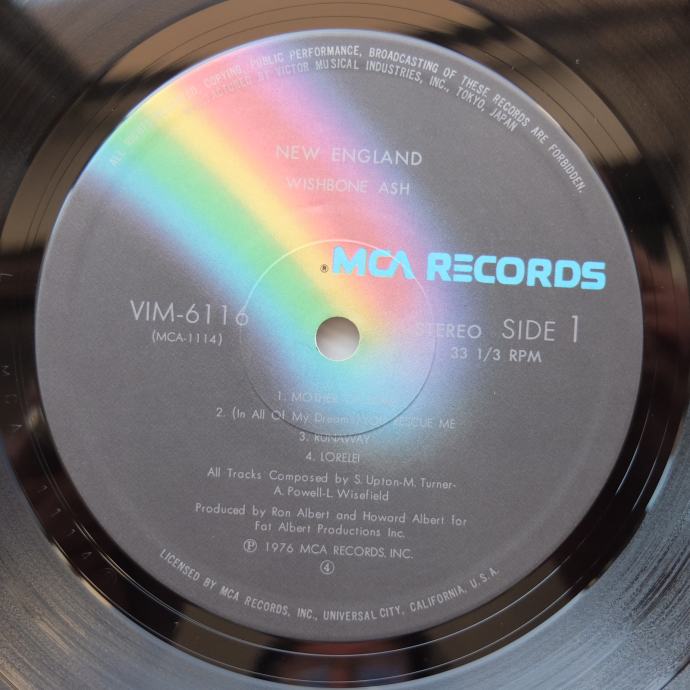 ALL RIGHTS RESERVED. COPYING, PUBLIC PERFORMANCE, BROADCASTING OF THESE RECORDS ARE FORBIDDEN.
MANUFACTURED BY VICTOR MUSICAL INDUSTRIES, INC., TOKYO, JAPAN
NEW ENGLAND
WISHBONE ASH
® MCA RECORDS
VIM-6116
(MCA-1114)
STEREO SIDE 1
33 1/3 RPM
1. MOTHER OF PEARL
2. (In All Of My Dreams) YOU RESCUE ME
3. RUNAWAY
4. LORELEI
All Tracks Composed by S. Upton-M. Turner-
A. Powell-L. Wisefield
Produced by Ron Albert and Howard Albert for
Fat Albert Productions Inc.
Ⓟ 1976 MCA RECORDS, INC.
④
LICENSED BY MCA RECORDS, INC., UNIVERSAL CITY, CALIFORNIA, U.S.A.